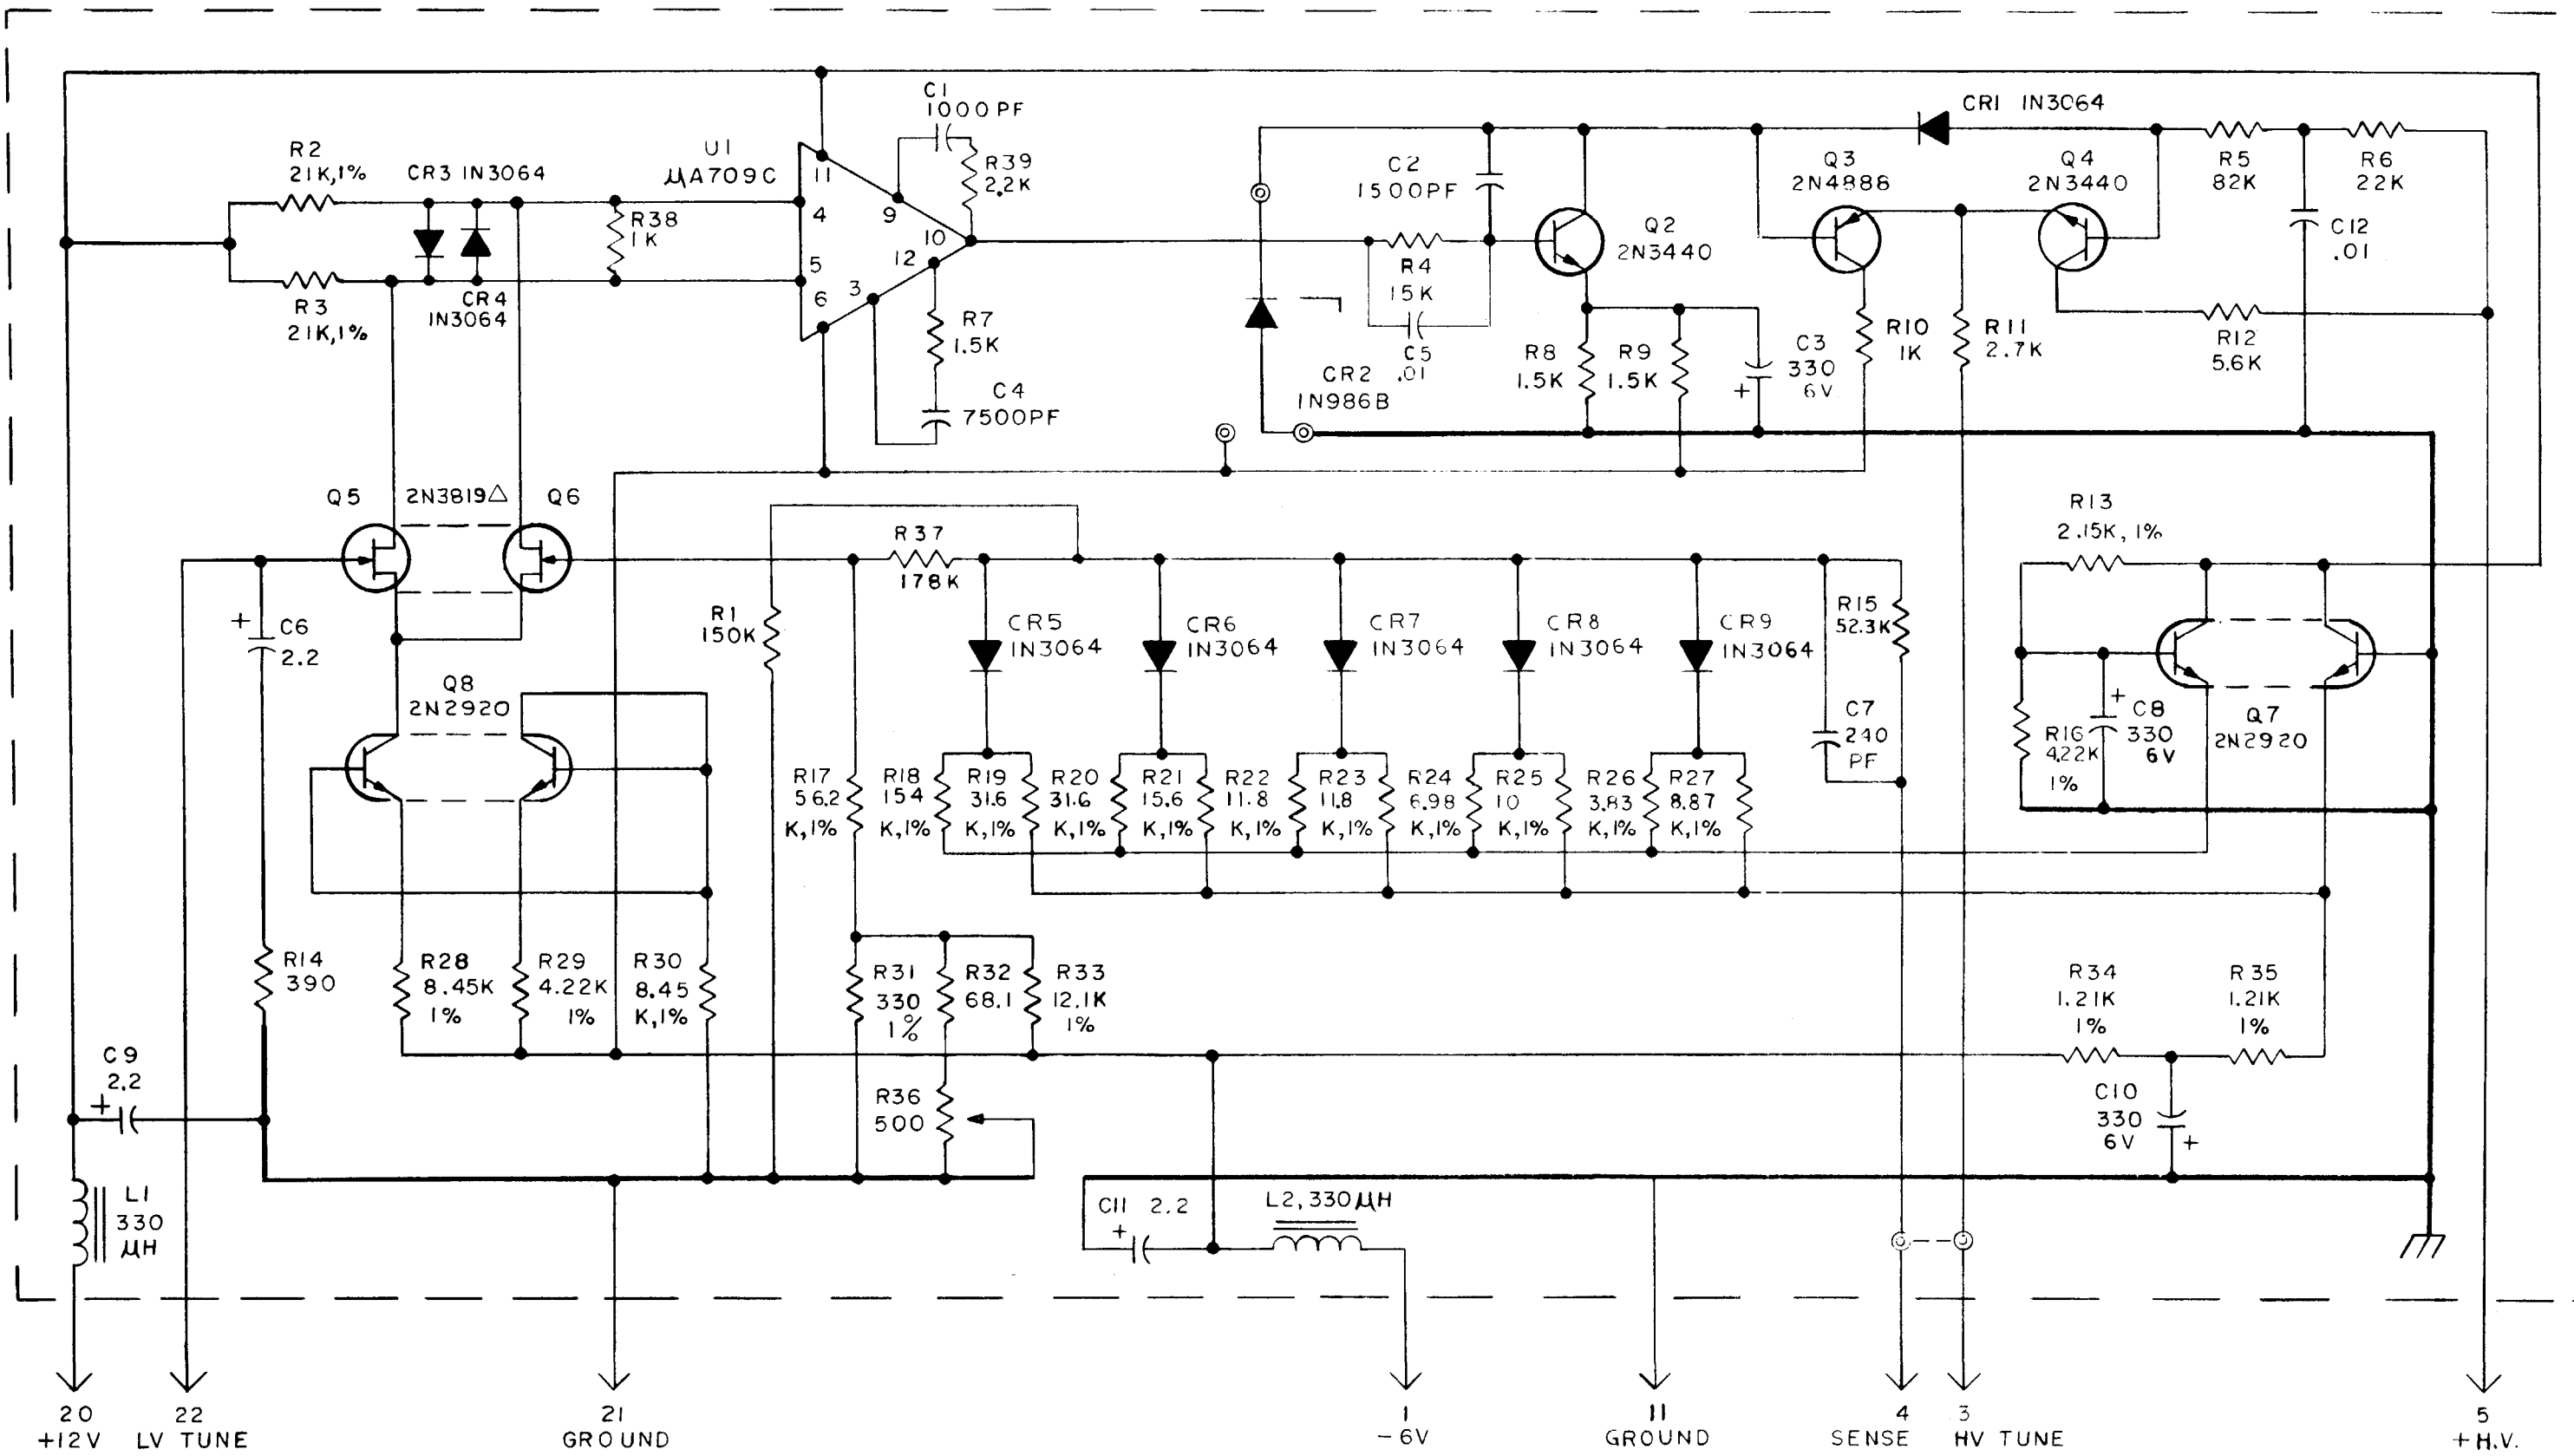 C1
1000PF
R39
2.2K
U1
µA709C
R2
21K,1%
CR3 IN3064
R38
1K
4
5
6
11
9
10
12
3
R3
21K,1%
CR4
IN3064
R7
1.5K
C4
7500PF
CR2
IN986B
C2
1500PF
R4
15K
C5
.01
Q2
2N3440
R8
1.5K
R9
1.5K
C3
330
6V
+
CR1 IN3064
Q3
2N4888
Q4
2N3440
R5
82K
R6
22K
C12
.01
R10
1K
R11
2.7K
R12
5.6K
Q5
2N3819△
Q6
R37
178K
R1
150K
+
C6
2.2
Q8
2N2920
CR5
IN3064
CR6
IN3064
CR7
IN3064
CR8
IN3064
CR9
IN3064
R15
52.3K
C7
240
PF
R13
2.15K, 1%
R16
4.22K
1%
+
C8
330
6V
Q7
2N2920
R17
56.2
K,1%
R18
154
K,1%
R19
31.6
K,1%
R20
31.6
K,1%
R21
15.6
K,1%
R22
11.8
K,1%
R23
11.8
K,1%
R24
6.98
K,1%
R25
10
K,1%
R26
3.83
K,1%
R27
8.87
K,1%
R14
390
R28
8.45K
1%
R29
4.22K
1%
R30
8.45
K,1%
R31
330
1%
R32
68.1
R33
12.1K
1%
R34
1.21K
1%
R35
1.21K
1%
C9
2.2
+
R36
500
C10
330
6V
+
L1
330
µH
C11 2.2
+
L2, 330µH
20
+12V
22
LV TUNE
21
GROUND
1
-6V
11
GROUND
4
SENSE
3
HV TUNE
5
+H.V.